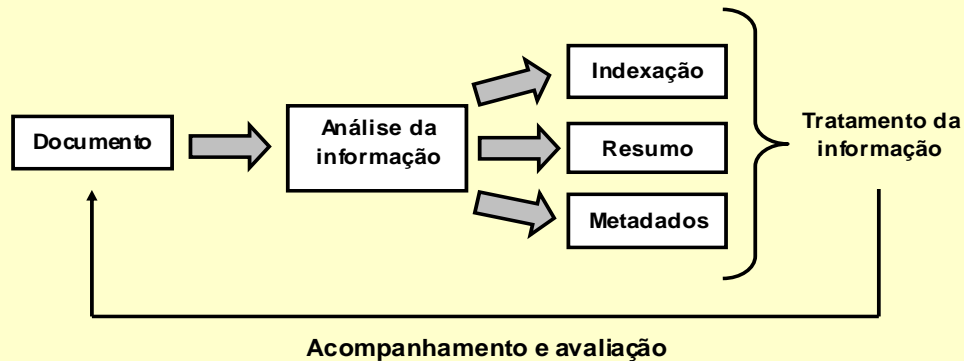 Documento
Análise da
informação
Indexação
Resumo
Metadados
Tratamento da
informação
Acompanhamento e avaliação